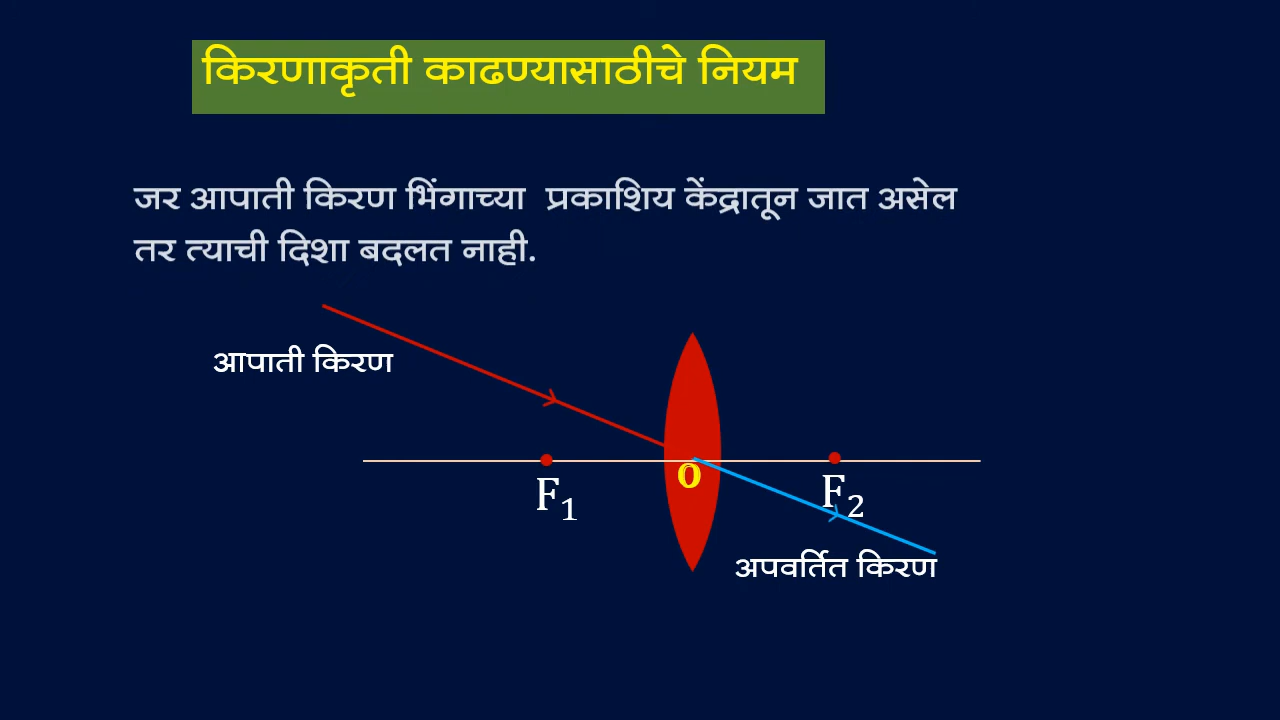 किरणाकृती काढण्यासाठीचे नियम
जर आपाती किरण भिंगाच्या प्रकाशिय केंद्रातून जात असेल
तर त्याची दिशा बदलत नाही.
आपाती किरण
O
F₁
F₂
अपवर्तित किरण